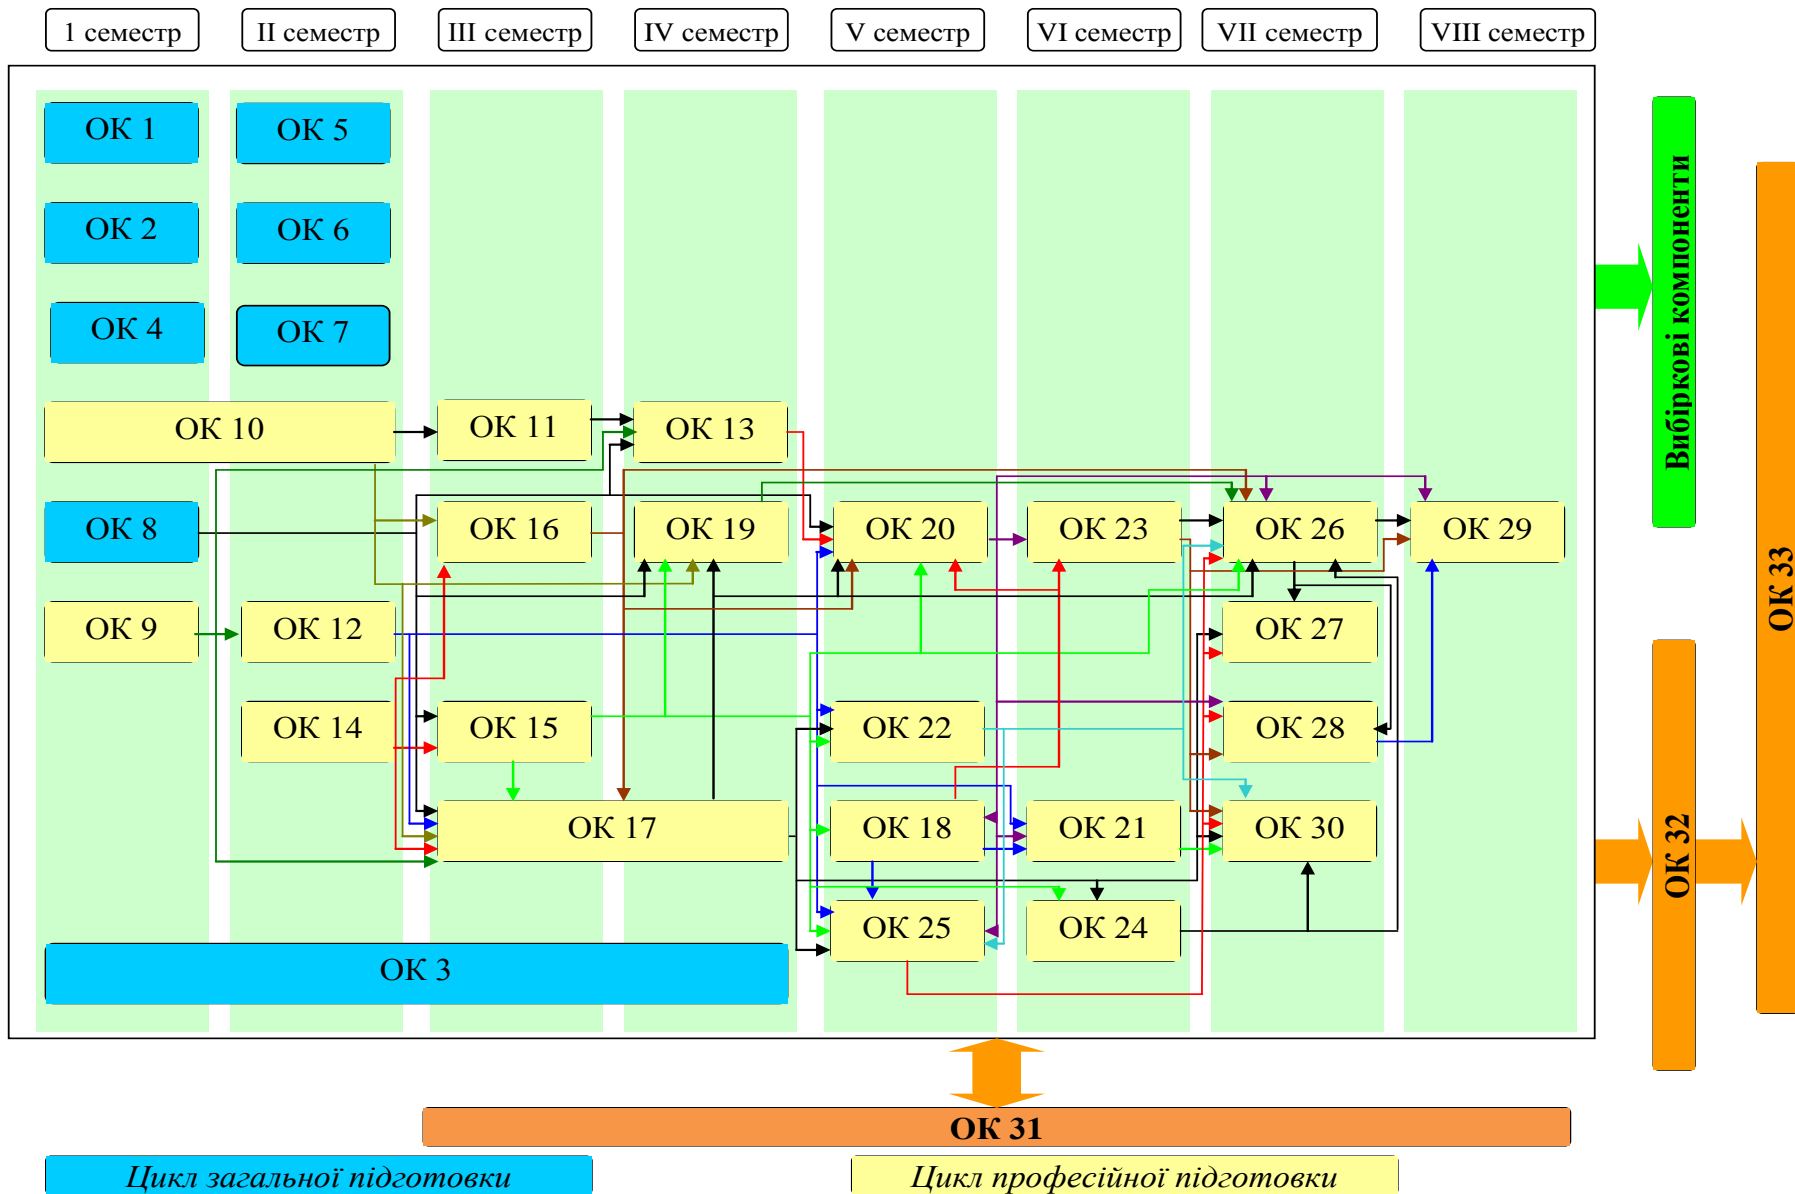 1 семестр
II семестр
III семестр
IV семестр
V семестр
VI семестр
VII семестр
VIII семестр
ОК 1
ОК 5
ОК 2
ОК 6
ОК 4
ОК 7
ОК 10
ОК 11
ОК 13
ОК 8
ОК 16
ОК 19
ОК 20
ОК 23
ОК 26
ОК 29
ОК 9
ОК 12
ОК 27
ОК 14
ОК 15
ОК 22
ОК 28
ОК 17
ОК 18
ОК 21
ОК 30
ОК 25
ОК 24
ОК 3
Вибіркові компоненти
ОК 33
ОК 32
ОК 31
Цикл загальної підготовки
Цикл професійної підготовки